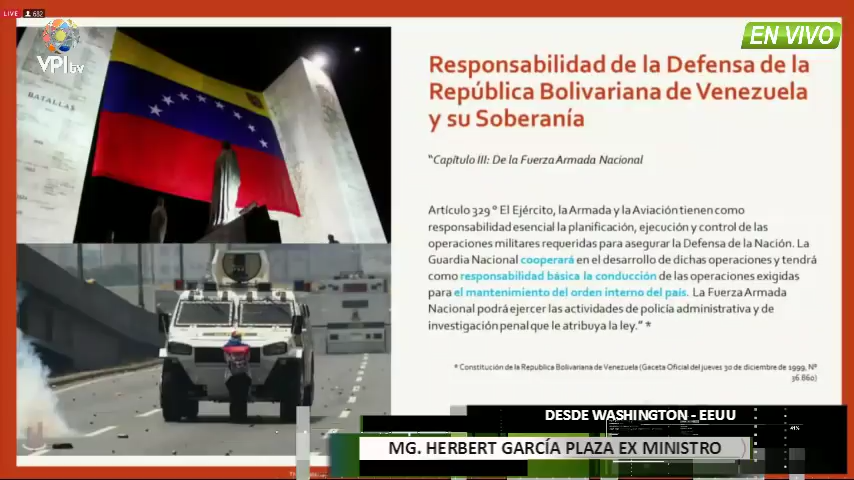 LIVE 682
VPItv
EN VIVO
BATALLAS
Responsabilidad de la Defensa de la
República Bolivariana de Venezuela
y su Soberanía
"Capítulo III: De la Fuerza Armada Nacional
Artículo 329° El Ejército, la Armada y la Aviación tienen como
responsabilidad esencial la planificación, ejecución y control de las
operaciones militares requeridas para asegurar la Defensa de la Nación. La
Guardia Nacional cooperará en el desarrollo de dichas operaciones y tendrá
como responsabilidad básica la conducción de las operaciones exigidas
para el mantenimiento del orden interno del país. La Fuerza Armada
Nacional podrá ejercer las actividades de policía administrativa y de
investigación penal que le atribuya la ley." *
* Constitución de la Republica Bolivariana de Venezuela (Gaceta Oficial del jueves 30 de diciembre de 1999, Nº
36.860)
DESDE WASHINGTON - EEUU
MG. HERBERT GARCÍA PLAZA EX MINISTRO